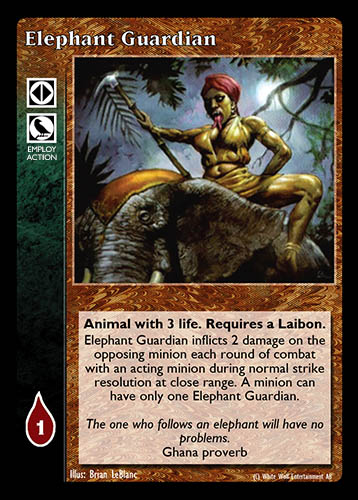 Elephant Guardian
EMPLOY
ACTION
Animal with 3 life. Requires a Laibon.
Elephant Guardian inflicts 2 damage on the
opposing minion each round of combat
with an acting minion during normal strike
resolution at close range. A minion can
have only one Elephant Guardian.
The one who follows an elephant will have no
problems.
Ghana proverb
1
Illus: Brian LeBlanc
(C) White Wolf Entertainment AB